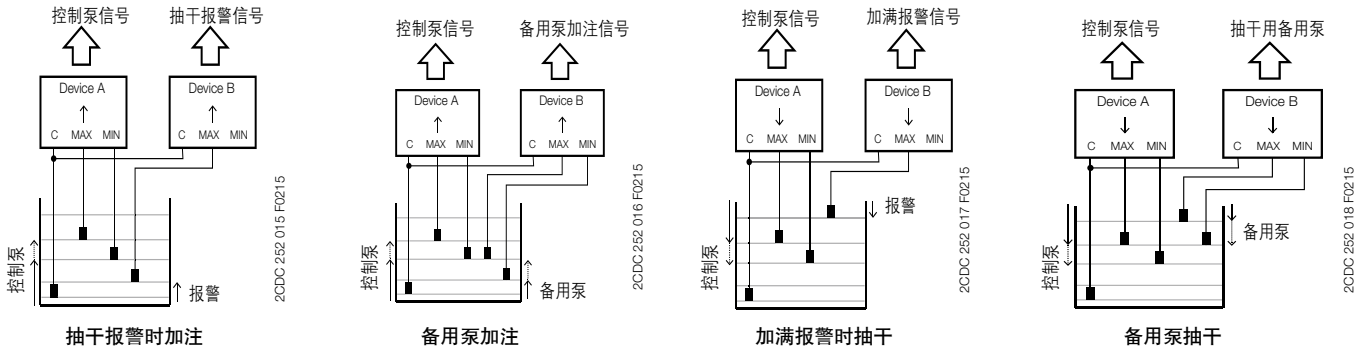 控制泵信号
抽干报警信号
Device A
Device B
C MAX MIN
C MAX MIN
控制泵
报警
2CDC 252 015 F0215
抽干报警时加注
控制泵信号
备用泵加注信号
Device A
Device B
C MAX MIN
C MAX MIN
控制泵
备用泵
2CDC 252 016 F0215
备用泵加注
控制泵信号
加满报警信号
Device A
Device B
C MAX MIN
C MAX MIN
报警
控制泵
2CDC 252 017 F0215
加满报警时抽干
控制泵信号
抽干用备用泵
Device A
Device B
C MAX MIN
C MAX MIN
备用泵
控制泵
2CDC 252 018 F0215
备用泵抽干